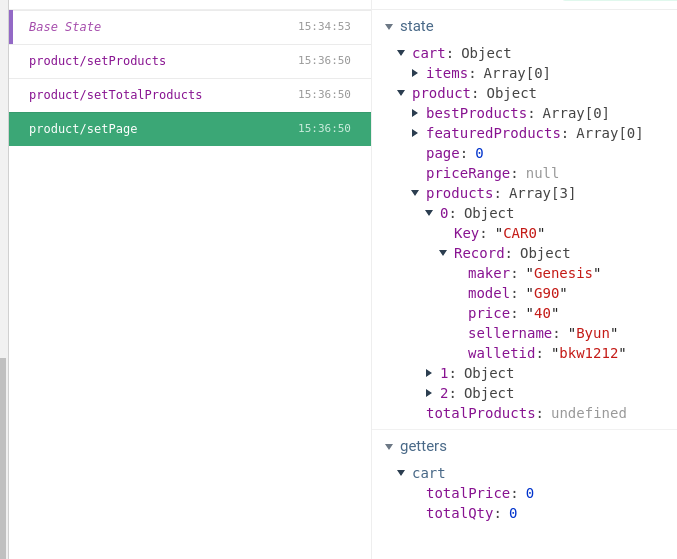 Base State 15:34:53
product/setProducts 15:36:50
product/setTotalProducts 15:36:50
product/setPage 15:36:50
state
cart: Object
items: Array[0]
product: Object
bestProducts: Array[0]
featuredProducts: Array[0]
page: 0
priceRange: null
products: Array[3]
0: Object
Key: "CAR0"
Record: Object
maker: "Genesis"
model: "G90"
price: "40"
sellername: "Byun"
walletid: "bkw1212"
1: Object
2: Object
totalProducts: undefined
getters
cart
totalPrice: 0
totalQty: 0